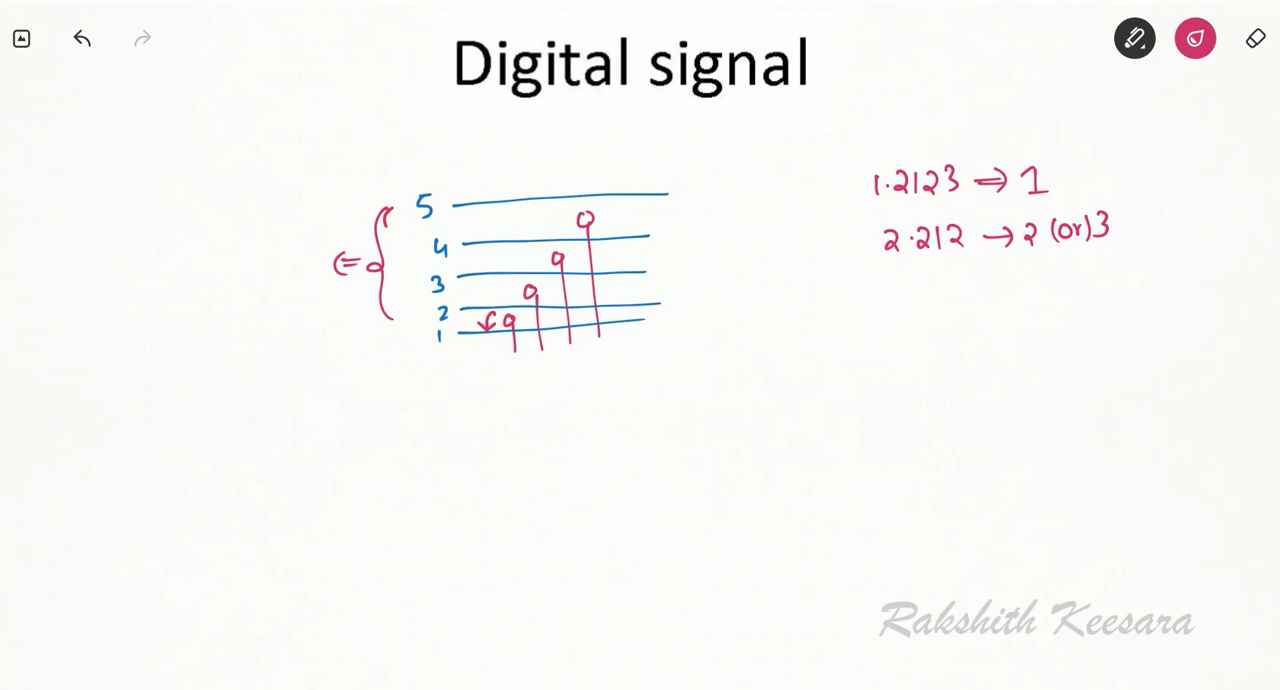 Digital signal
1.2123 ⇒ 1
2.212 → 2 (or) 3
5
4
3
2
1
Rakshith Keesara